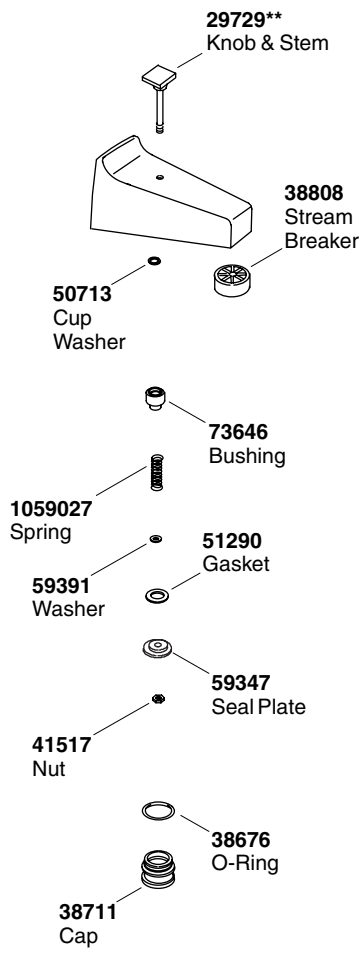 29729**
Knob & Stem
38808
Stream
Breaker
50713
Cup
Washer
73646
Bushing
1059027
Spring
51290
Gasket
59391
Washer
59347
Seal Plate
41517
Nut
38676
O-Ring
38711
Cap